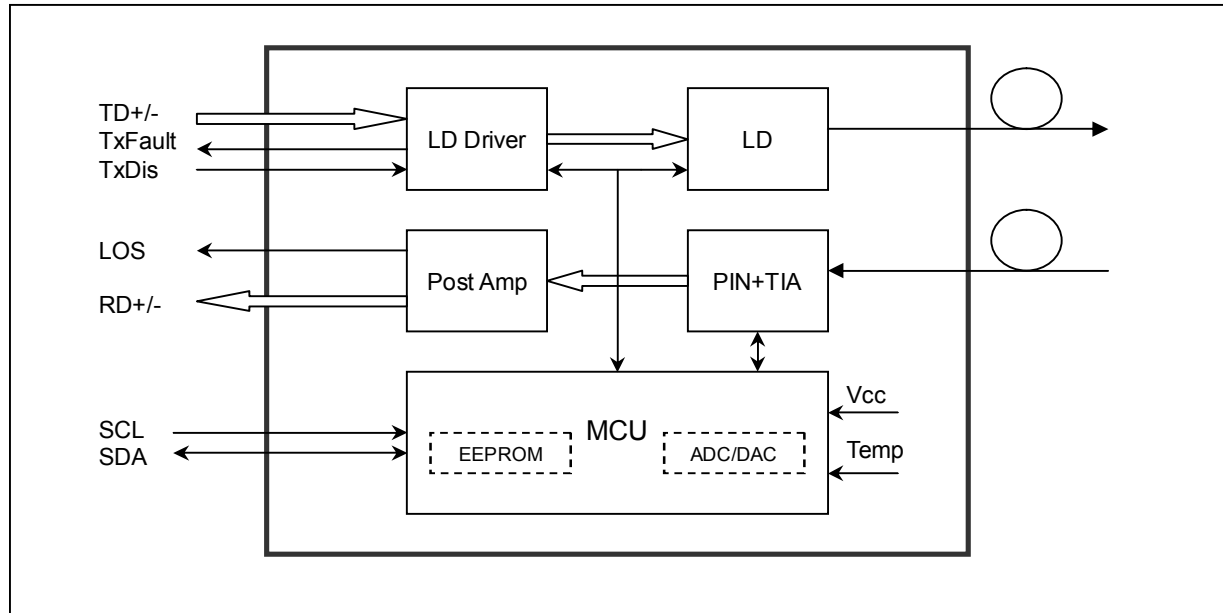 TD+/-
TxFault
TxDis
LD Driver
LD
LOS
RD+/-
Post Amp
PIN+TIA
SCL
SDA
MCU
EEPROM
ADC/DAC
Vcc
Temp